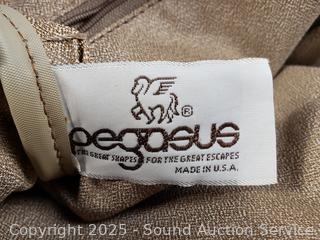 ®
pegasus
THE GREAT SHAPES FOR THE GREAT ESCAPES
MADE IN U.S.A.
Copyright 2025 - Sound Auction Service